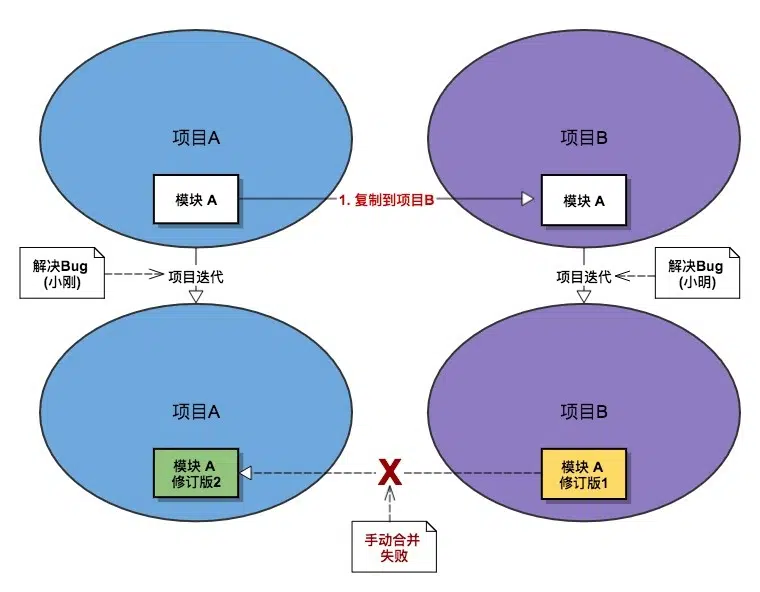 项目A
项目B
模块 A
1. 复制到项目B
模块 A
解决Bug
(小刚)
项目迭代
项目迭代
解决Bug
(小明)
项目A
项目B
模块 A
修订版2
X
模块 A
修订版1
手动合并
失败